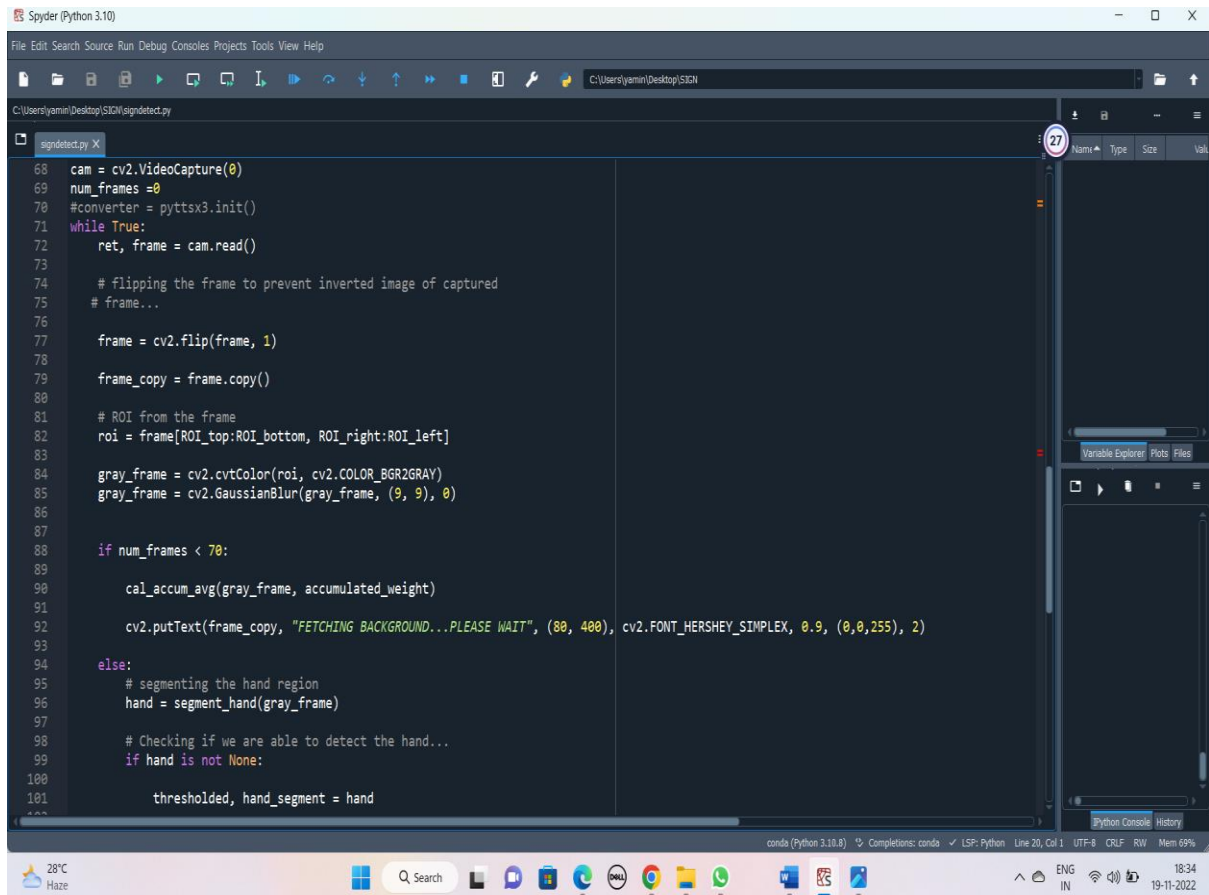 Spyder (Python 3.10)
File Edit Search Source Run Debug Consoles Projects Tools View Help
C:\Users\yamin\Desktop\SIGN
C:\Users\yamin\Desktop\SIGN\signdetect.py
signdetect.py X
27
Name Type Size
68 cam = cv2.VideoCapture(0)
69 num_frames =0
70 #converter = pyttsx3.init()
71 while True:
72 ret, frame = cam.read()
73
74 # flipping the frame to prevent inverted image of captured
75 # frame...
76
77 frame = cv2.flip(frame, 1)
78
79 frame_copy = frame.copy()
80
81 # ROI from the frame
82 roi = frame[ROI_top:ROI_bottom, ROI_right:ROI_left]
83
84 gray_frame = cv2.cvtColor(roi, cv2.COLOR_BGR2GRAY)
85 gray_frame = cv2.GaussianBlur(gray_frame, (9, 9), 0)
86
87
88 if num_frames < 70:
89
90 cal_accum_avg(gray_frame, accumulated_weight)
91
92 cv2.putText(frame_copy, "FETCHING BACKGROUND...PLEASE WAIT", (80, 400), cv2.FONT_HERSHEY_SIMPLEX, 0.9, (0,0,255), 2)
93
94 else:
95 # segmenting the hand region
96 hand = segment_hand(gray_frame)
97
98 # Checking if we are able to detect the hand...
99 if hand is not None:
100
101 thresholded, hand_segment = hand
Variable Explorer Plots Files
IPython Console History
conda (Python 3.10.8) Completions: conda ✓ LSP: Python Line 20, Col 1 UTF-8 CRLF RW Mem 69%
28°C
Haze
Search
DELL
ENG
IN
18:34
19-11-2022